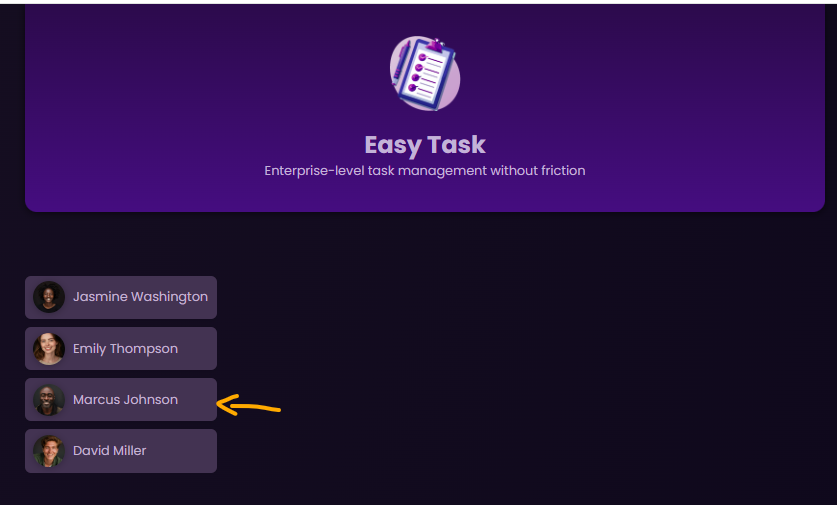 Easy Task
Enterprise-level task management without friction
Jasmine Washington
Emily Thompson
Marcus Johnson
David Miller